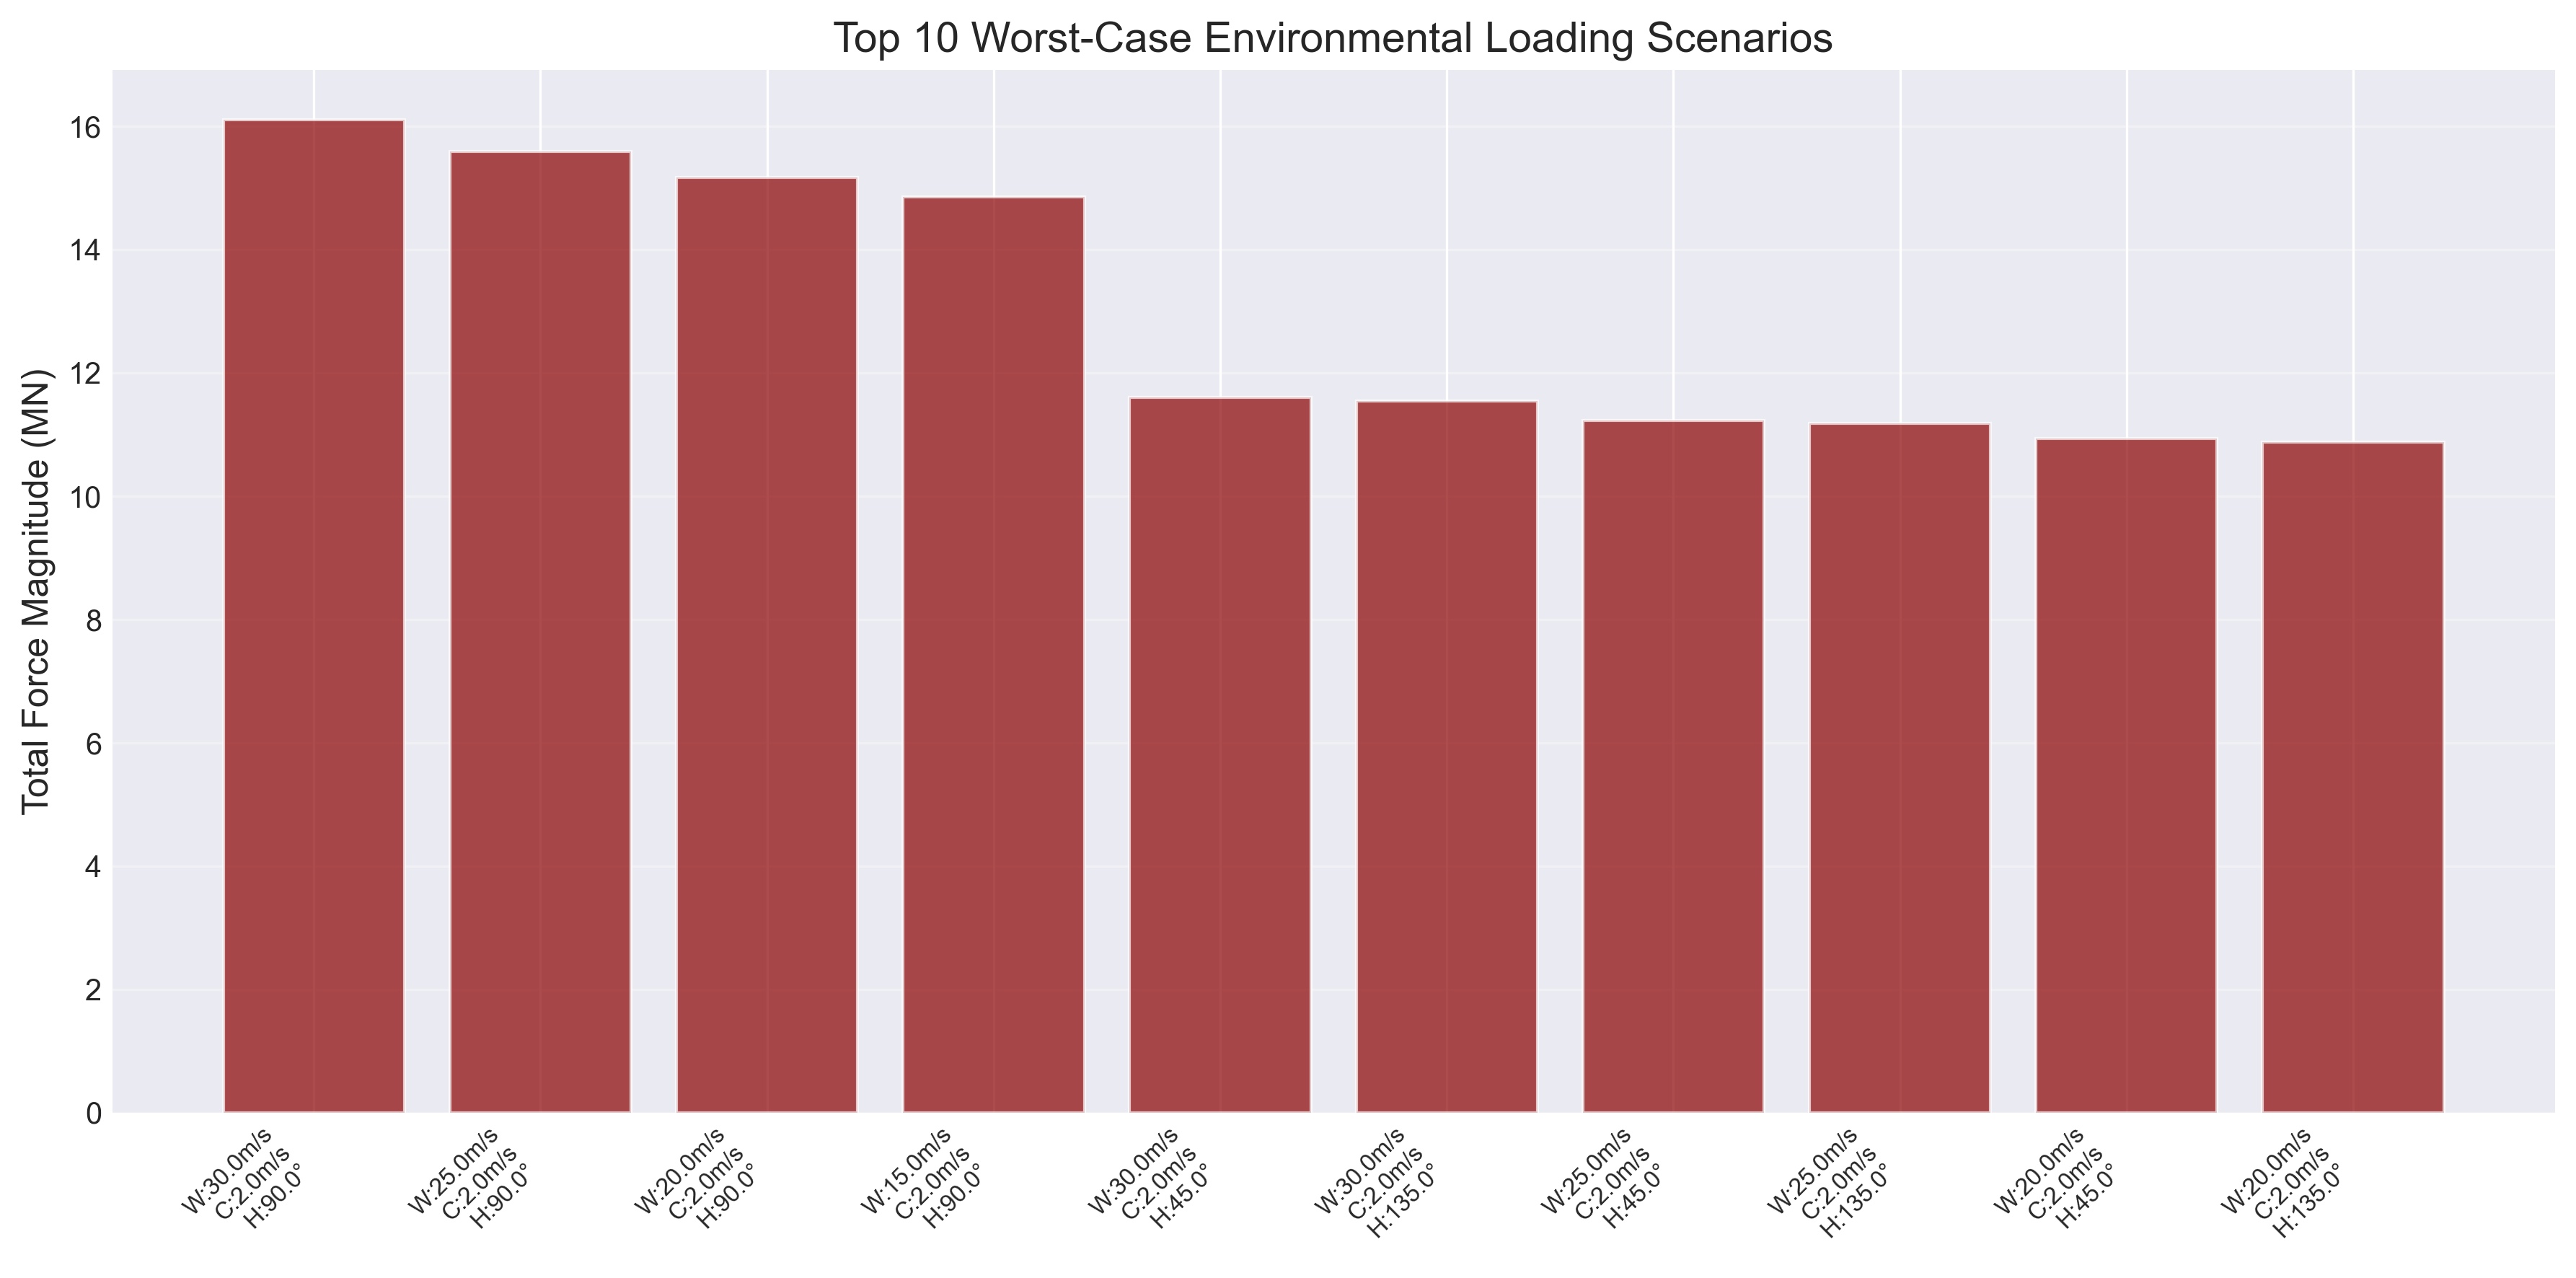 Top 10 Worst-Case Environmental Loading Scenarios
Total Force Magnitude (MN)
16
14
12
10
8
6
4
2
0
W:30.0m/s
C:2.0m/s
H:90.0°
W:25.0m/s
C:2.0m/s
H:90.0°
W:20.0m/s
C:2.0m/s
H:90.0°
W:15.0m/s
C:2.0m/s
H:90.0°
W:30.0m/s
C:2.0m/s
H:45.0°
W:30.0m/s
C:2.0m/s
H:135.0°
W:25.0m/s
C:2.0m/s
H:45.0°
W:25.0m/s
C:2.0m/s
H:135.0°
W:20.0m/s
C:2.0m/s
H:45.0°
W:20.0m/s
C:2.0m/s
H:135.0°